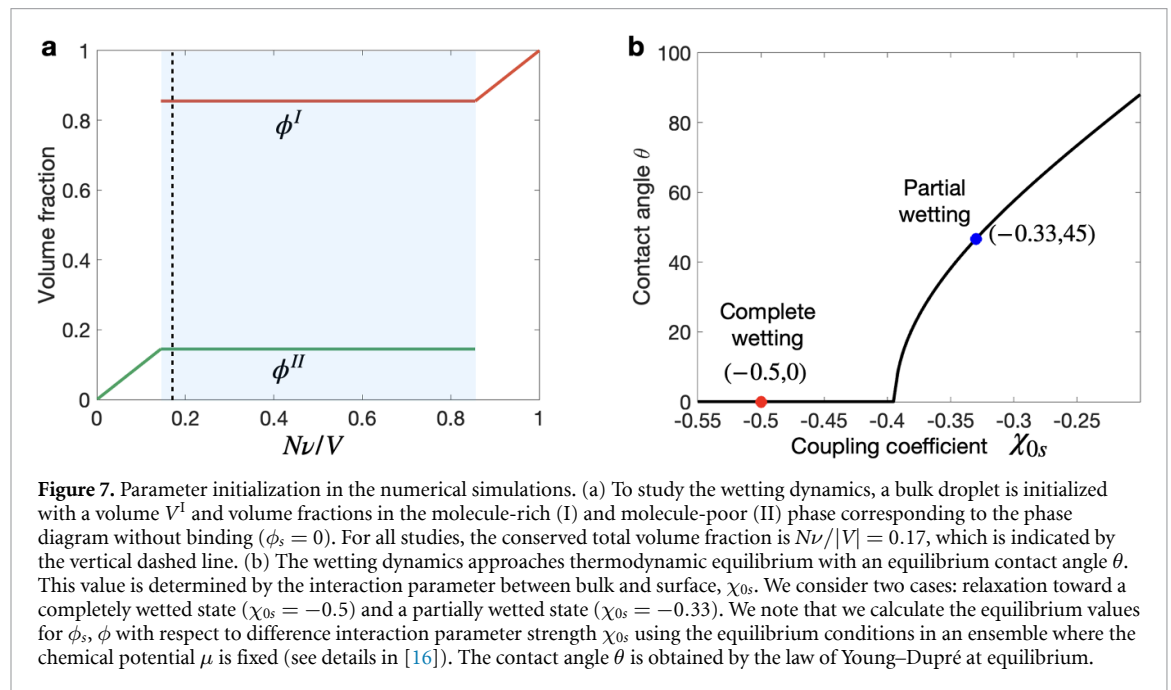 a
1
0.8
0.6
0.4
0.2
0
Volume fraction
ϕ^I
ϕ^II
0 0.2 0.4 0.6 0.8 1
Nν/V
b
100
80
60
40
20
0
Contact angle θ
Partial
wetting
(−0.33,45)
Complete
wetting
(−0.5,0)
-0.55 -0.5 -0.45 -0.4 -0.35 -0.3 -0.25
Coupling coefficient χ_0s
Figure 7. Parameter initialization in the numerical simulations. (a) To study the wetting dynamics, a bulk droplet is initialized
with a volume V^I and volume fractions in the molecule-rich (I) and molecule-poor (II) phase corresponding to the phase
diagram without binding (ϕ_s = 0). For all studies, the conserved total volume fraction is Nν/|V| = 0.17, which is indicated by
the vertical dashed line. (b) The wetting dynamics approaches thermodynamic equilibrium with an equilibrium contact angle θ.
This value is determined by the interaction parameter between bulk and surface, χ_0s. We consider two cases: relaxation toward a
completely wetted state (χ_0s = −0.5) and a partially wetted state (χ_0s = −0.33). We note that we calculate the equilibrium values
for ϕ_s, ϕ with respect to difference interaction parameter strength χ_0s using the equilibrium conditions in an ensemble where the
chemical potential μ is fixed (see details in [16]). The contact angle θ is obtained by the law of Young–Dupré at equilibrium.